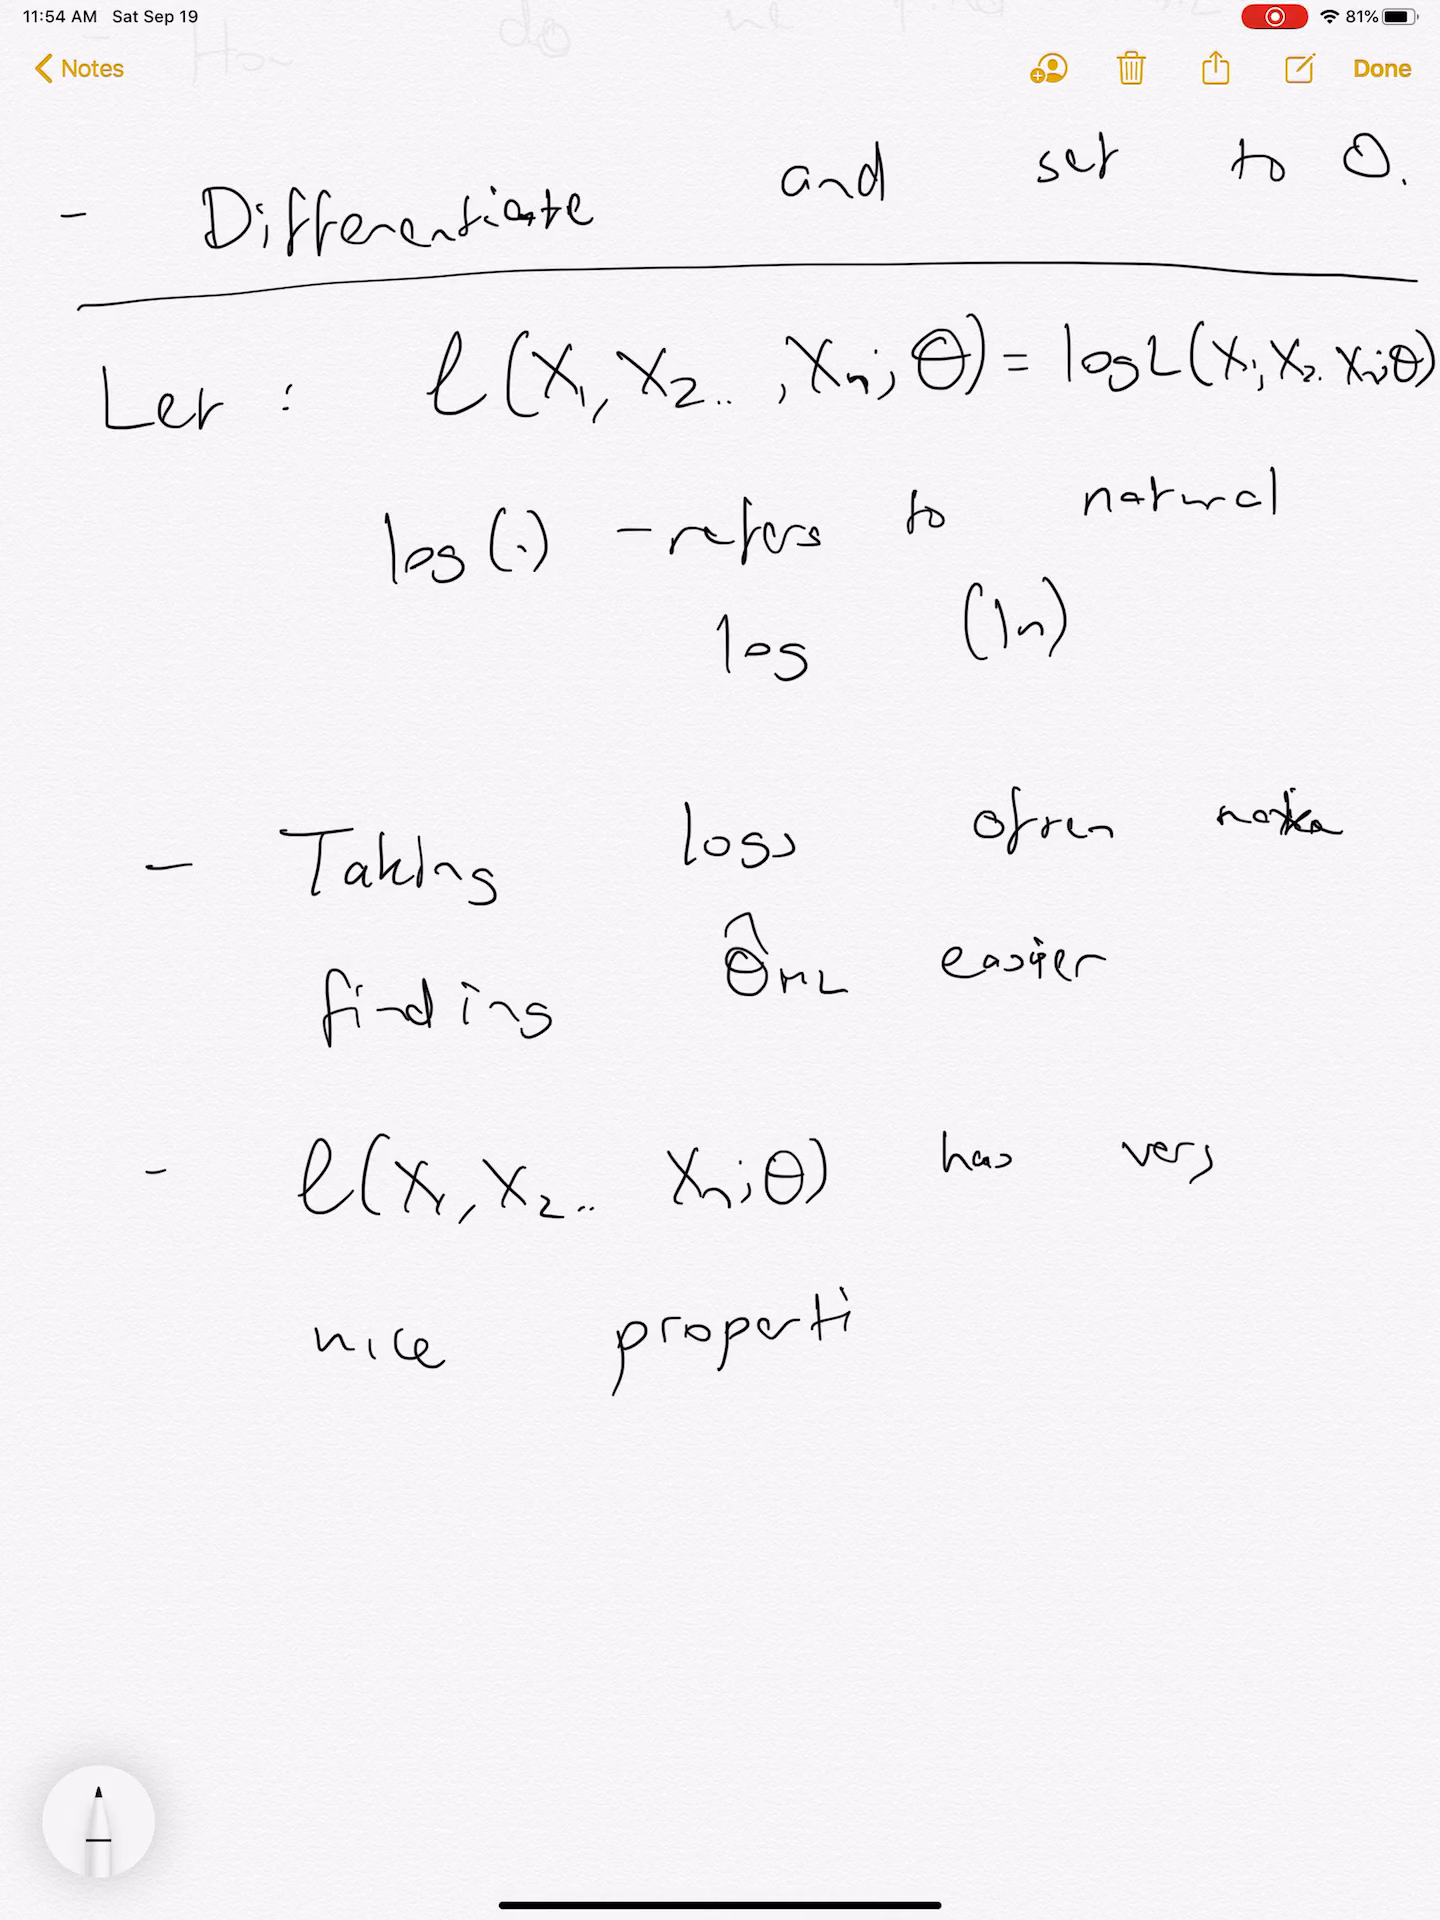 11:54 AM Sat Sep 19
81%
Notes
Done
- Differentiate and set to 0.
Let : ℓ(X₁, X₂.. , Xₙ; θ) = log L(X₁, X₂.. Xₙ; θ)
log(.) - refers to natural
log (ln)
- Taking logs often make
finding θ̂ML easier
- ℓ(X₁, X₂.. Xₙ; θ) has very
nice properti